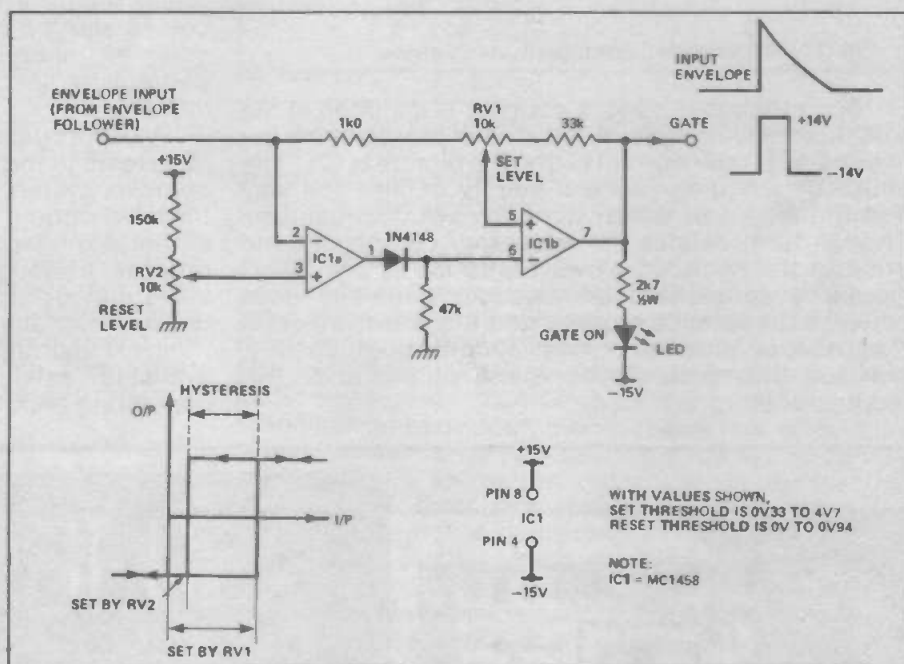 INPUT
ENVELOPE
+14V
−14V
ENVELOPE INPUT
(FROM ENVELOPE
FOLLOWER)
1k0
RV1
10k
33k
GATE
SET
LEVEL
+15V
150k
RV2
10k
RESET
LEVEL
2
−
3
+
IC1a
1
1N4148
47k
5
+
6
−
IC1b
7
2k7
½W
GATE ON
LED
−15V
HYSTERESIS
O/P
I/P
SET BY RV2
SET BY RV1
+15V
PIN 8
IC1
PIN 4
−15V
WITH VALUES SHOWN,
SET THRESHOLD IS 0V33 TO 4V7
RESET THRESHOLD IS 0V TO 0V94
NOTE:
IC1 = MC1458